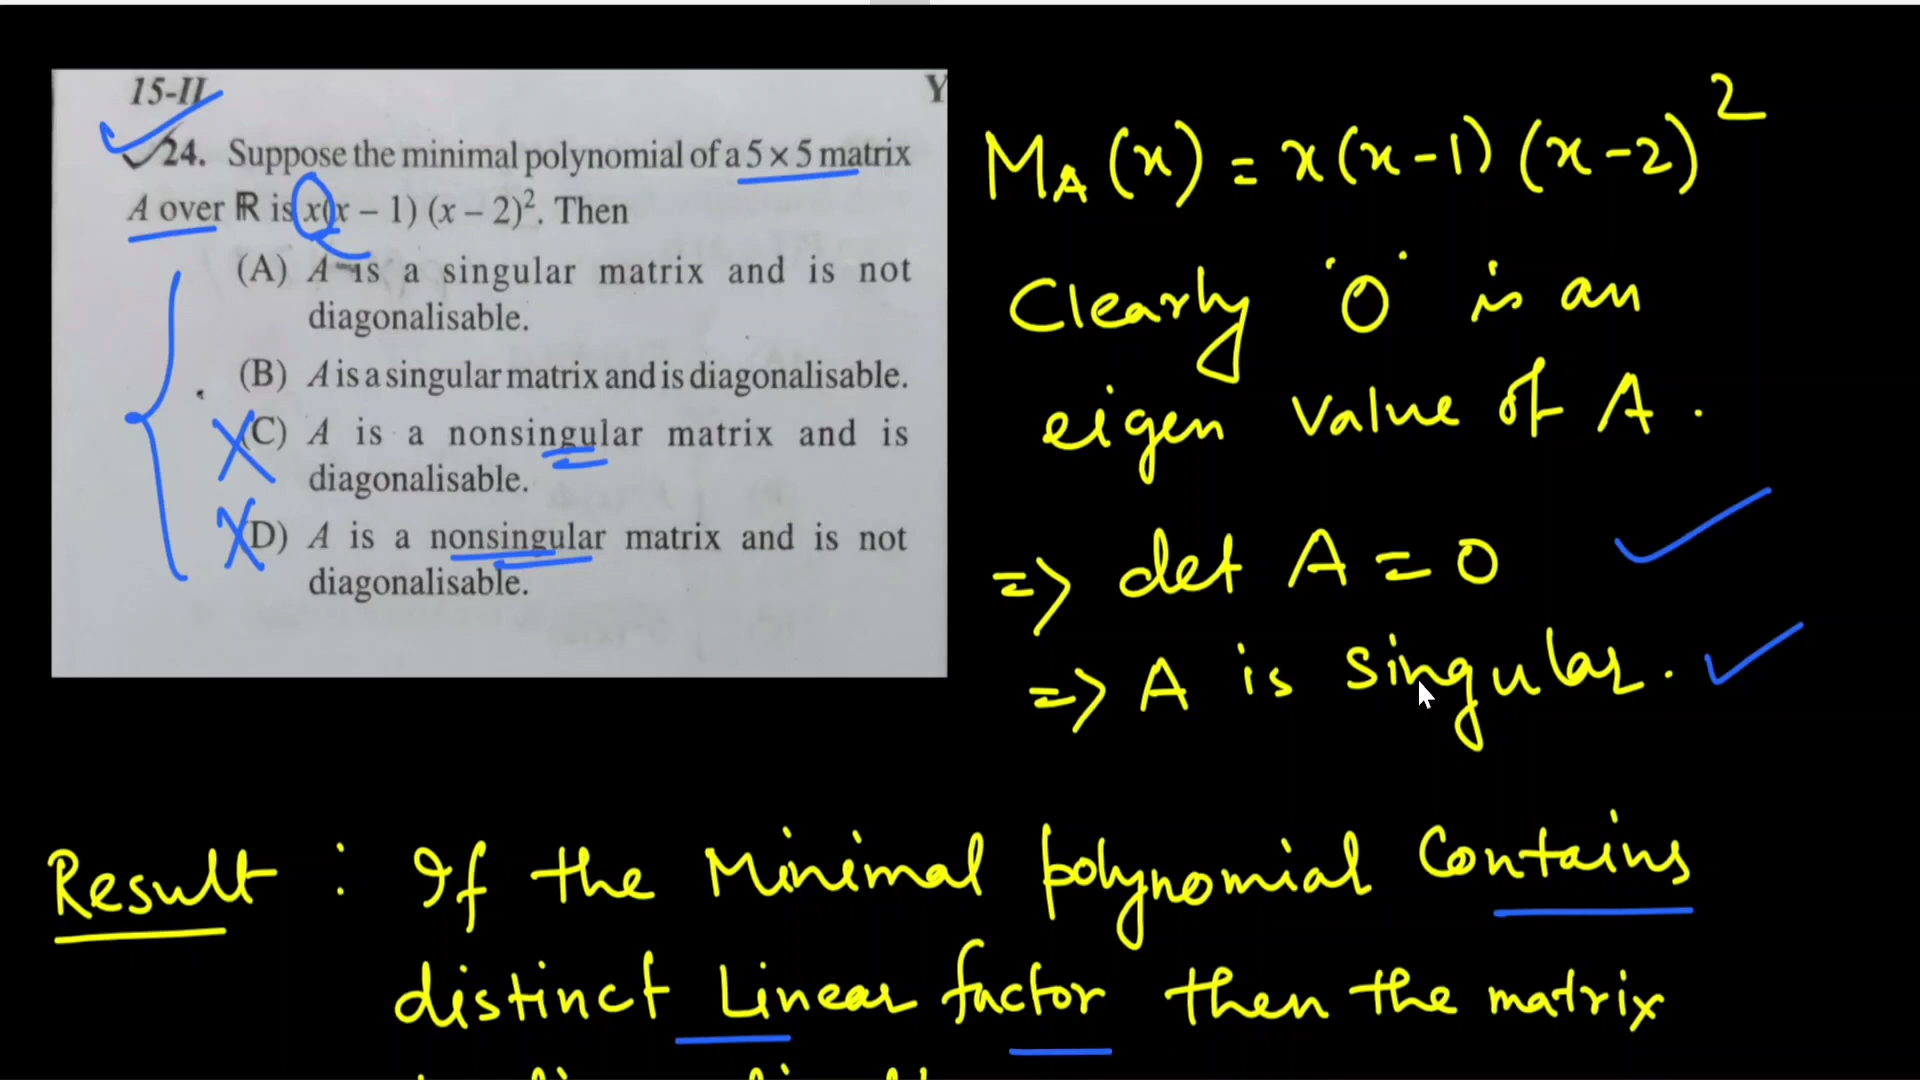 15-II
Y
24. Suppose the minimal polynomial of a 5 × 5 matrix
A over ℝ is x(x – 1) (x – 2)². Then
(A) A is a singular matrix and is not
diagonalisable.
(B) A is a singular matrix and is diagonalisable.
(C) A is a nonsingular matrix and is
diagonalisable.
(D) A is a nonsingular matrix and is not
diagonalisable.
M_A(x) = x(x-1) (x-2)²
Clearly '0' is an
eigen value of A.
=> det A = 0
=> A is singular.
Result : If the Minimal polynomial Contains
distinct Linear factor then the matrix